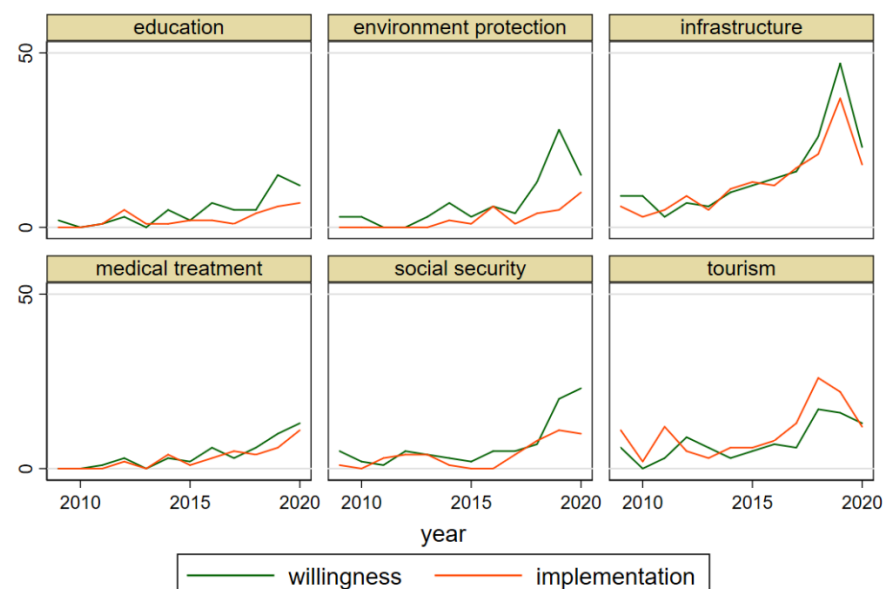 education
environment protection
infrastructure
50
0
medical treatment
social security
tourism
50
0
2010 2015 2020 2010 2015 2020 2010 2015 2020
year
willingness implementation